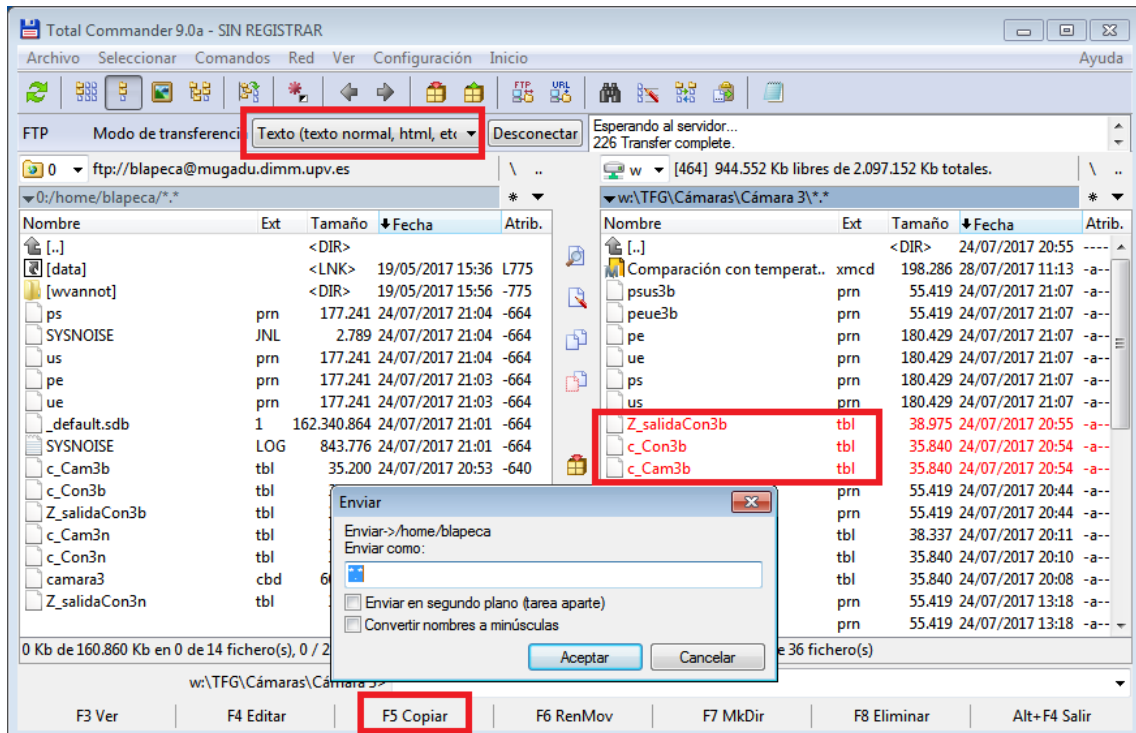 Total Commander 9.0a - SIN REGISTRAR
Archivo Seleccionar Comandos Red Ver Configuración Inicio Ayuda
FTP URL
FTP Modo de transferenci Texto (texto normal, html, etc Desconectar
Esperando al servidor...
226 Transfer complete.
0 ftp://blapeca@mugadu.dimm.upv.es \ ..
w [464] 944.552 Kb libres de 2.097.152 Kb totales. \ ..
0:/home/blapeca/*.* *
w:\TFG\Cámaras\Cámara 3\*.* *
Nombre Ext Tamaño Fecha Atrib.
[..] <DIR>
[data] <LNK> 19/05/2017 15:36 L775
[wvannot] <DIR> 19/05/2017 15:56 -775
ps prn 177.241 24/07/2017 21:04 -664
SYSNOISE JNL 2.789 24/07/2017 21:04 -664
us prn 177.241 24/07/2017 21:04 -664
pe prn 177.241 24/07/2017 21:03 -664
ue prn 177.241 24/07/2017 21:03 -664
_default.sdb 1 162.340.864 24/07/2017 21:01 -664
SYSNOISE LOG 843.776 24/07/2017 21:01 -664
c_Cam3b tbl 35.200 24/07/2017 20:53 -640
c_Con3b tbl
Z_salidaCon3b tbl
c_Cam3n tbl
c_Con3n tbl
camara3 cbd
Z_salidaCon3n tbl
0 Kb de 160.860 Kb en 0 de 14 fichero(s), 0 / 2
Nombre Ext Tamaño Fecha Atrib.
[..] <DIR> 24/07/2017 20:55 ----
Comparación con temperat.. xmcd 198.286 28/07/2017 11:13 -a--
psus3b prn 55.419 24/07/2017 21:07 -a--
peue3b prn 55.419 24/07/2017 21:07 -a--
pe prn 180.429 24/07/2017 21:07 -a--
ue prn 180.429 24/07/2017 21:07 -a--
ps prn 180.429 24/07/2017 21:07 -a--
us prn 180.429 24/07/2017 21:07 -a--
Z_salidaCon3b tbl 38.975 24/07/2017 20:55 -a--
c_Con3b tbl 35.840 24/07/2017 20:54 -a--
c_Cam3b tbl 35.840 24/07/2017 20:54 -a--
prn 55.419 24/07/2017 20:44 -a--
prn 55.419 24/07/2017 20:44 -a--
tbl 38.337 24/07/2017 20:11 -a--
tbl 35.840 24/07/2017 20:10 -a--
tbl 35.840 24/07/2017 20:08 -a--
prn 55.419 24/07/2017 13:18 -a--
prn 55.419 24/07/2017 13:18 -a--
e 36 fichero(s)
Enviar
Enviar->/home/blapeca
Enviar como:
*.*
Enviar en segundo plano (tarea aparte)
Convertir nombres a minúsculas
Aceptar Cancelar
w:\TFG\Cámaras\Cámara 3>
F3 Ver F4 Editar F5 Copiar F6 RenMov F7 MkDir F8 Eliminar Alt+F4 Salir